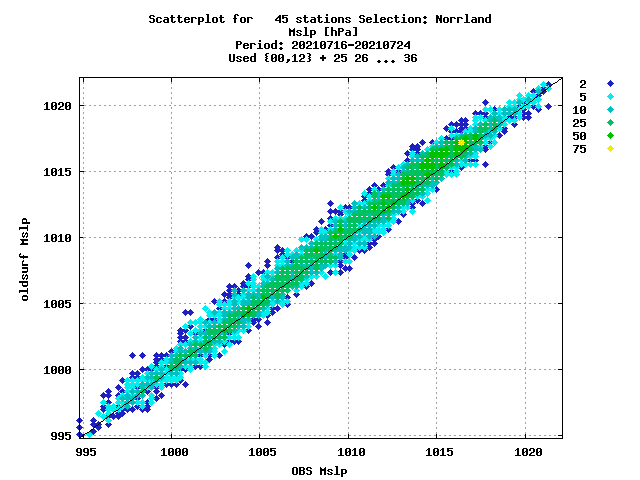 Scatterplot for   45 stations Selection: Norrland
Mslp [hPa]
Period: 20210716-20210724
Used {00,12} + 25 26 ... 36
2
5
10
25
50
75
1020
1015
1010
1005
1000
995
oldsurf Mslp
995 1000 1005 1010 1015 1020
OBS Mslp